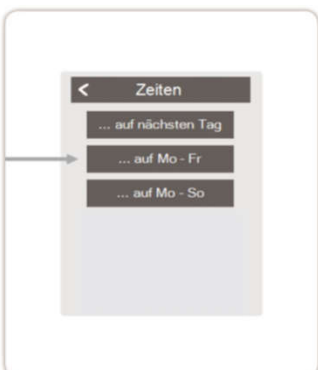 Zeiten
... auf nächsten Tag
... auf Mo - Fr
... auf Mo - So